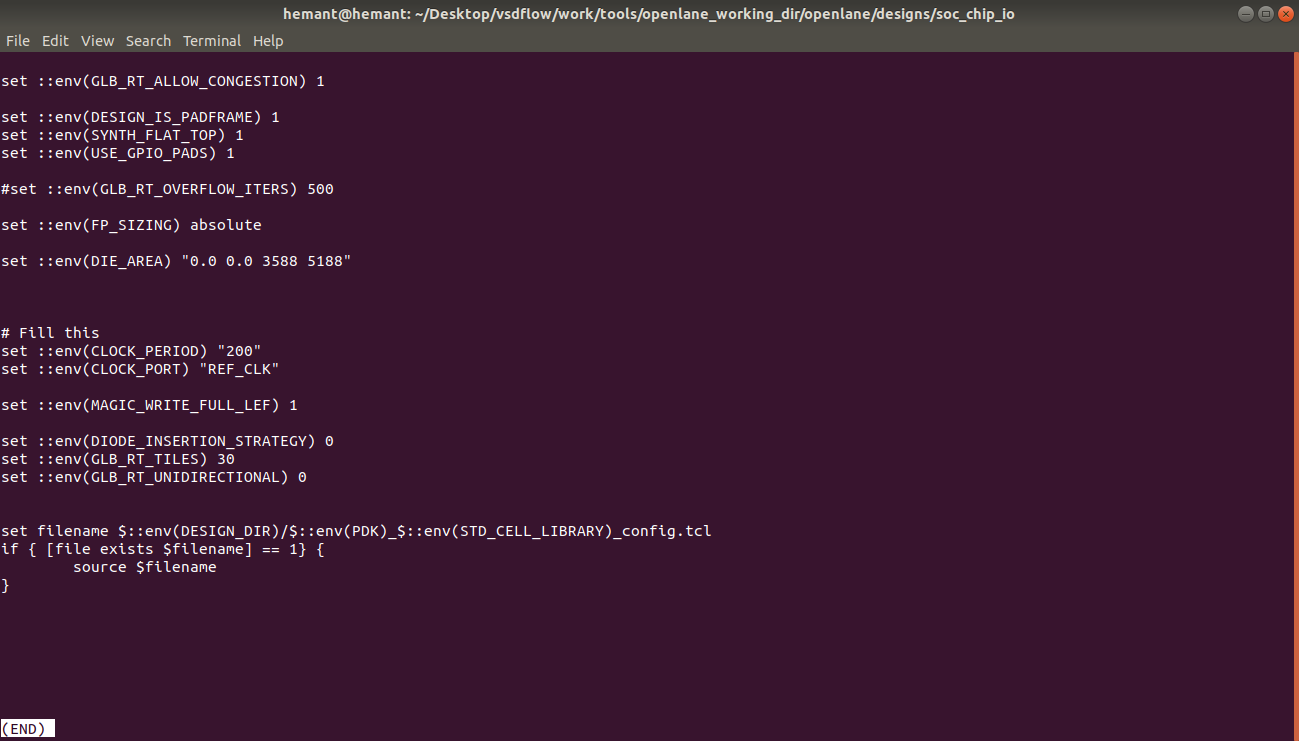 hemant@hemant: ~/Desktop/vsdflow/work/tools/openlane_working_dir/openlane/designs/soc_chip_io
File Edit View Search Terminal Help
set ::env(GLB_RT_ALLOW_CONGESTION) 1
set ::env(DESIGN_IS_PADFRAME) 1
set ::env(SYNTH_FLAT_TOP) 1
set ::env(USE_GPIO_PADS) 1
#set ::env(GLB_RT_OVERFLOW_ITERS) 500
set ::env(FP_SIZING) absolute
set ::env(DIE_AREA) "0.0 0.0 3588 5188"
# Fill this
set ::env(CLOCK_PERIOD) "200"
set ::env(CLOCK_PORT) "REF_CLK"
set ::env(MAGIC_WRITE_FULL_LEF) 1
set ::env(DIODE_INSERTION_STRATEGY) 0
set ::env(GLB_RT_TILES) 30
set ::env(GLB_RT_UNIDIRECTIONAL) 0
set filename $::env(DESIGN_DIR)/$::env(PDK)_$::env(STD_CELL_LIBRARY)_config.tcl
if { [file exists $filename] == 1} {
        source $filename
}
(END)